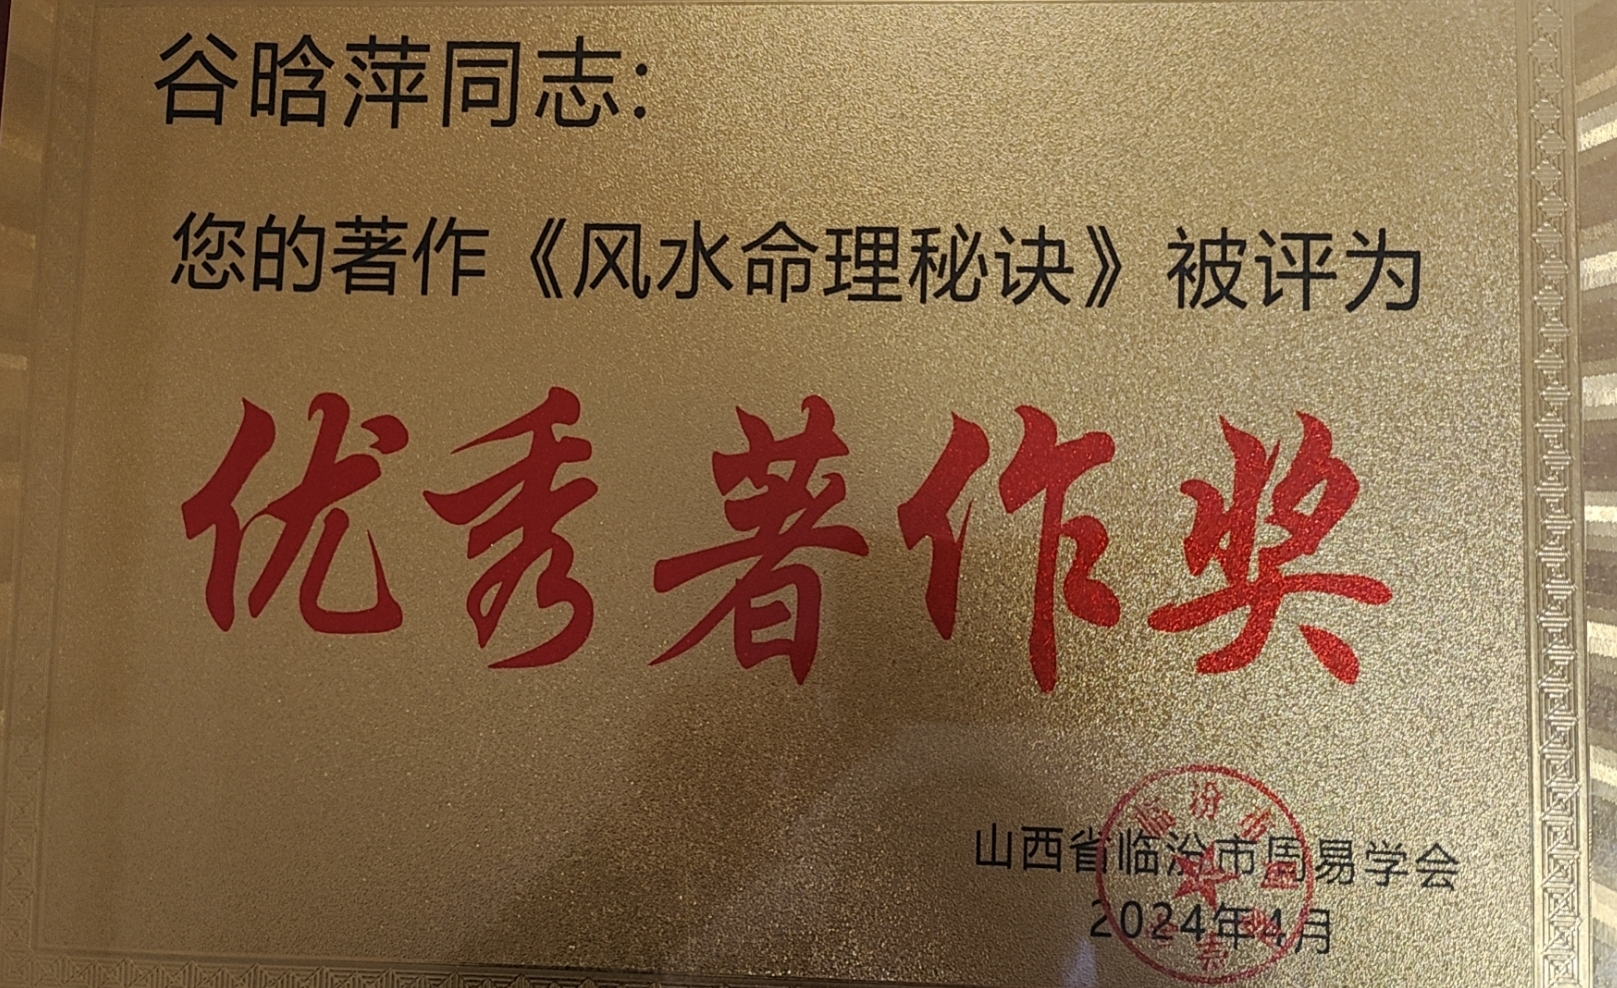 谷晗萍同志:
您的著作《风水命理秘诀》被评为
优秀著作奖
山西省临汾市周易学会
2024年4月